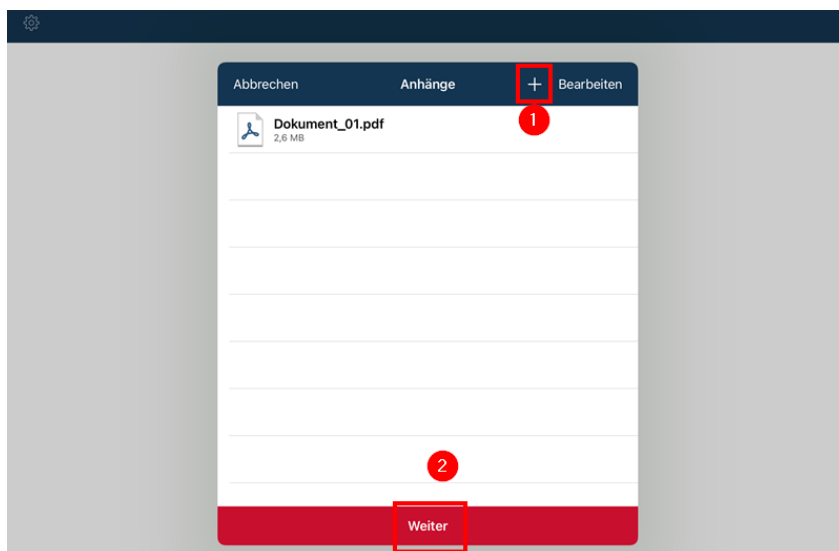 Abbrechen Anhänge + Bearbeiten
1
Dokument_01.pdf
2,6 MB
2
Weiter